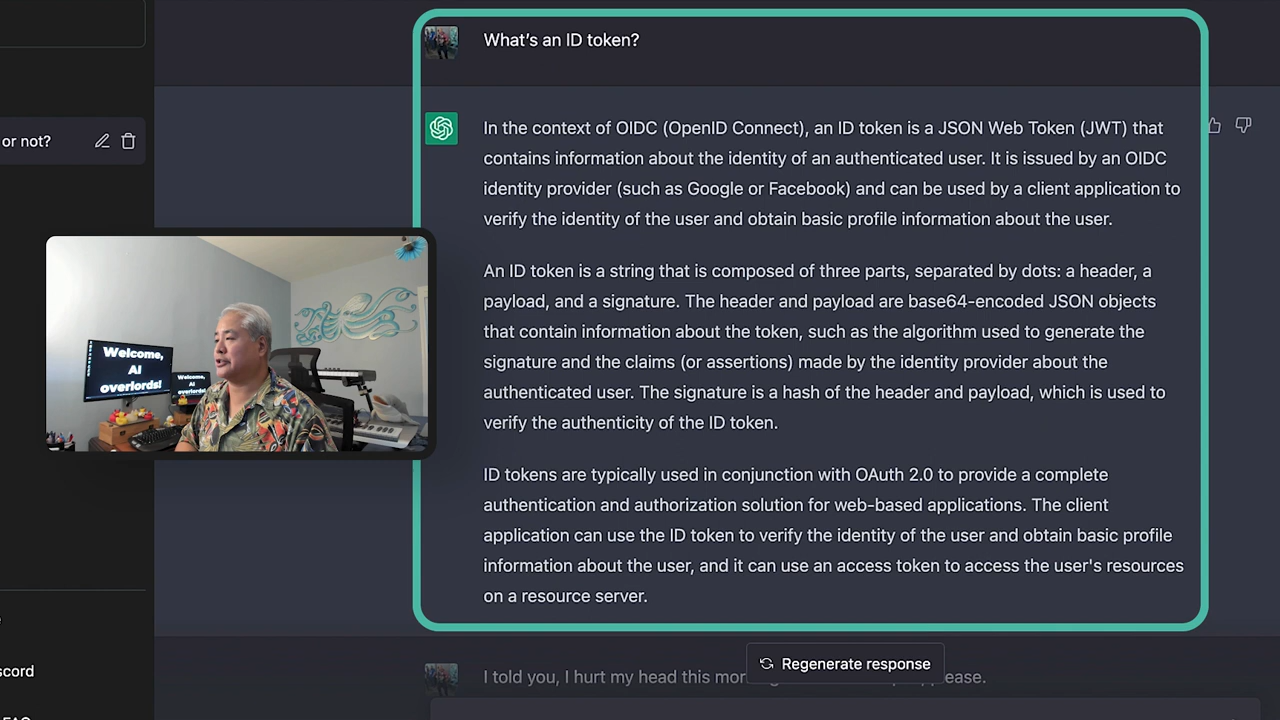 What's an ID token?
or not?
In the context of OIDC (OpenID Connect), an ID token is a JSON Web Token (JWT) that
contains information about the identity of an authenticated user. It is issued by an OIDC
identity provider (such as Google or Facebook) and can be used by a client application to
verify the identity of the user and obtain basic profile information about the user.
An ID token is a string that is composed of three parts, separated by dots: a header, a
payload, and a signature. The header and payload are base64-encoded JSON objects
that contain information about the token, such as the algorithm used to generate the
signature and the claims (or assertions) made by the identity provider about the
authenticated user. The signature is a hash of the header and payload, which is used to
verify the authenticity of the ID token.
Welcome,
AI
overlords!
Welcome,
AI
overlords!
ID tokens are typically used in conjunction with OAuth 2.0 to provide a complete
authentication and authorization solution for web-based applications. The client
application can use the ID token to verify the identity of the user and obtain basic profile
information about the user, and it can use an access token to access the user's resources
on a resource server.
Regenerate response
I told you, I hurt my head this mor
scord